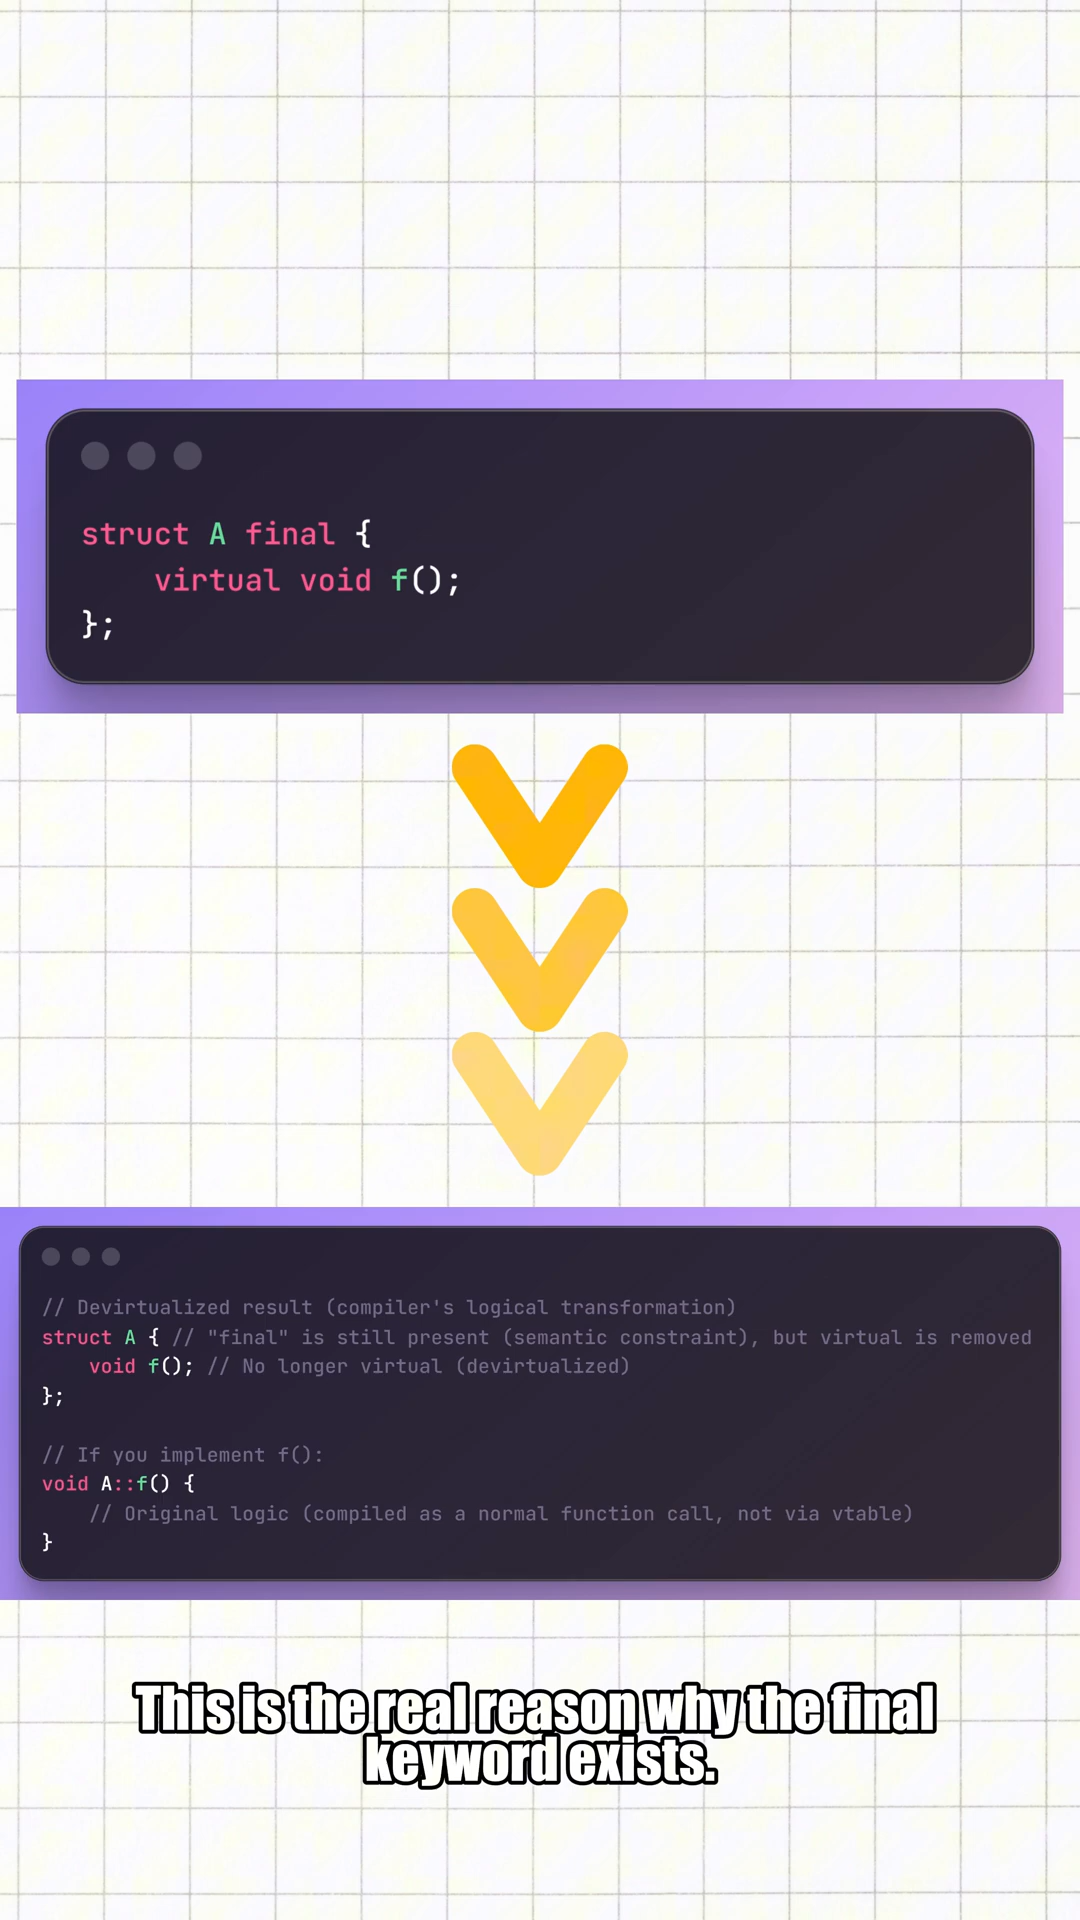 struct A final {
    virtual void f();
};
// Devirtualized result (compiler's logical transformation)
struct A { // "final" is still present (semantic constraint), but virtual is removed
    void f(); // No longer virtual (devirtualized)
};
// If you implement f():
void A::f() {
    // Original logic (compiled as a normal function call, not via vtable)
}
This is the real reason why the final
keyword exists.